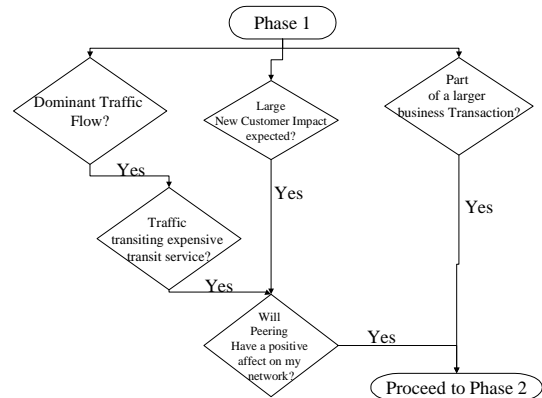 Phase 1
Dominant Traffic
Flow?
Large
New Customer Impact
expected?
Part
of a larger
business Transaction?
Yes
Traffic
transiting expensive
transit service?
Yes
Yes
Yes
Will
Peering
Have a positive
affect on my
network?
Yes
Proceed to Phase 2